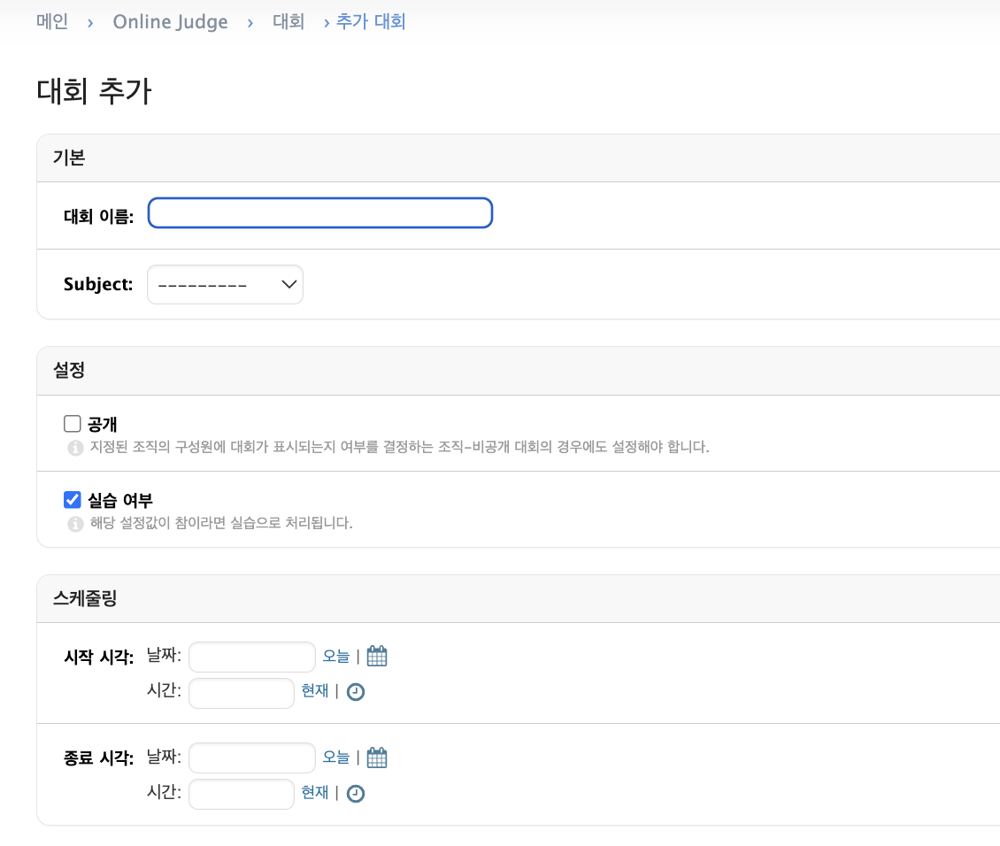 메인 › Online Judge › 대회 › 추가 대회
대회 추가
기본
대회 이름:
Subject: ---------
설정
공개
지정된 조직의 구성원에 대회가 표시되는지 여부를 결정하는 조직-비공개 대회의 경우에도 설정해야 합니다.
실습 여부
해당 설정값이 참이라면 실습으로 처리됩니다.
스케줄링
시작 시각: 날짜: 오늘 |
시간: 현재 |
종료 시각: 날짜: 오늘 |
시간: 현재 |